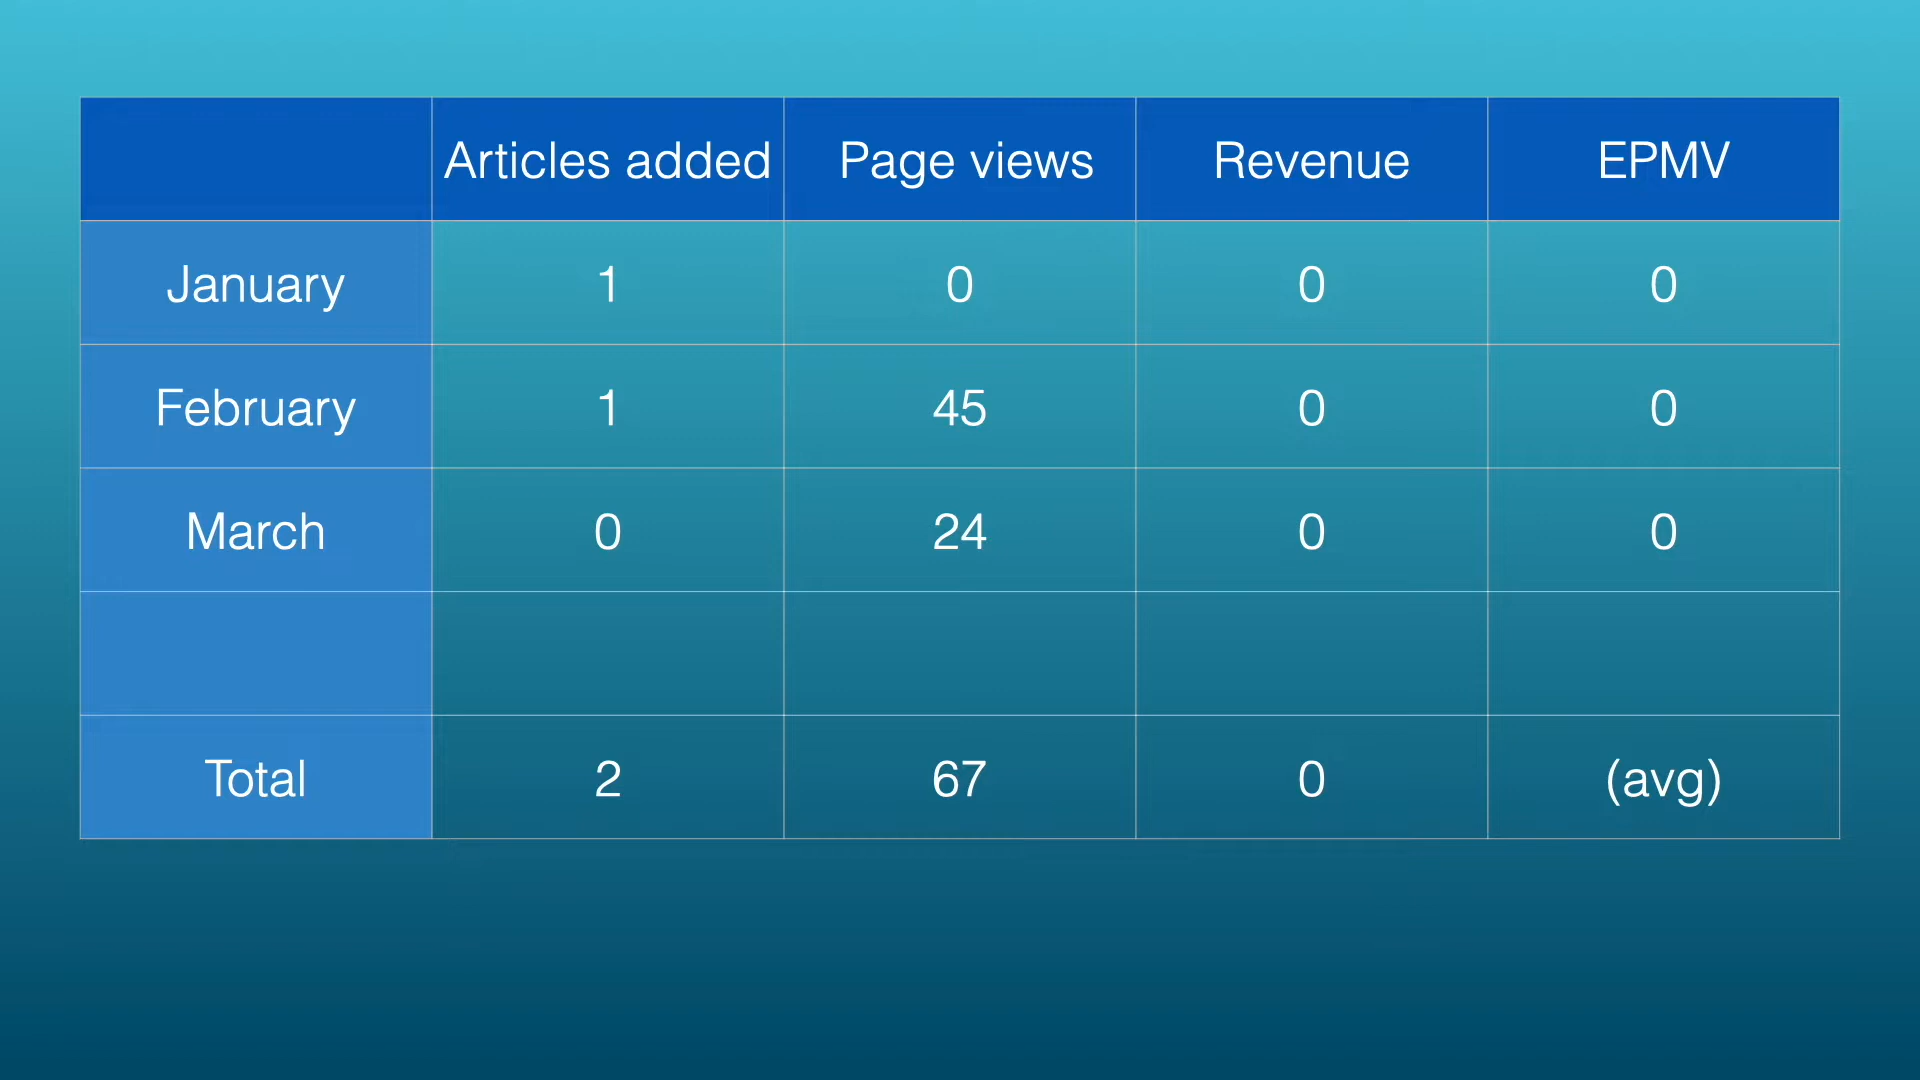 Articles added Page views Revenue EPMV
January 1 0 0 0
February 1 45 0 0
March 0 24 0 0
Total 2 67 0 (avg)